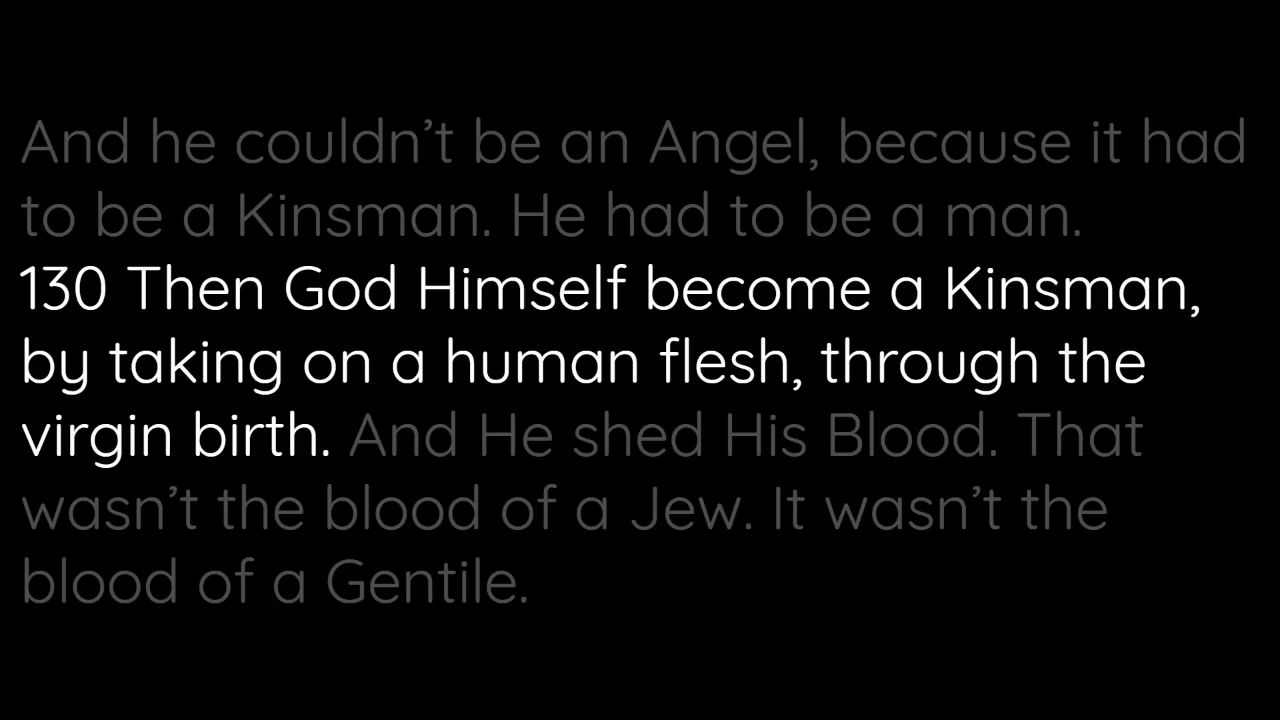 And he couldn’t be an Angel, because it had
to be a Kinsman. He had to be a man.
130 Then God Himself become a Kinsman,
by taking on a human flesh, through the
virgin birth. And He shed His Blood. That
wasn’t the blood of a Jew. It wasn’t the
blood of a Gentile.